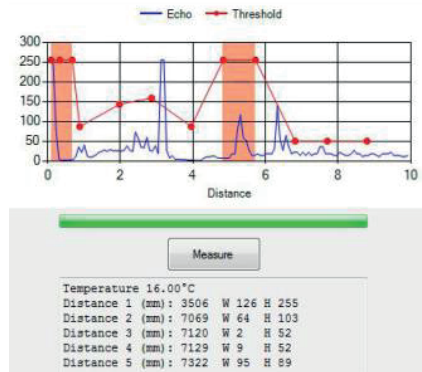 Echo Threshold
300
250
200
150
100
50
0
0 2 4 6 8 10
Distance
Measure
Temperature 16.00°C
Distance 1 (mm): 3506 W 126 H 255
Distance 2 (mm): 7069 W 64 H 103
Distance 3 (mm): 7120 W 2 H 52
Distance 4 (mm): 7129 W 9 H 52
Distance 5 (mm): 7322 W 95 H 89